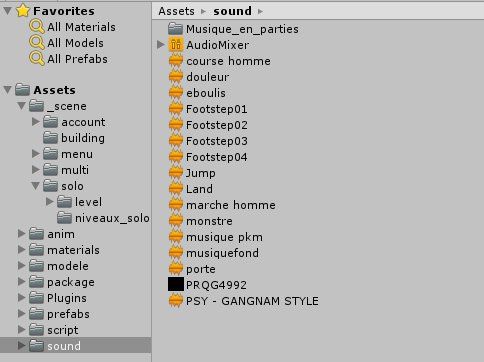 Favorites
All Materials
All Models
All Prefabs
Assets
_scene
account
building
menu
multi
solo
level
niveaux_solo
anim
materials
modele
package
Plugins
prefabs
script
sound
Assets ▸ sound ▸
Musique_en_parties
AudioMixer
course homme
douleur
eboulis
Footstep01
Footstep02
Footstep03
Footstep04
Jump
Land
marche homme
monstre
musique pkm
musiquefond
porte
PRQG4992
PSY - GANGNAM STYLE